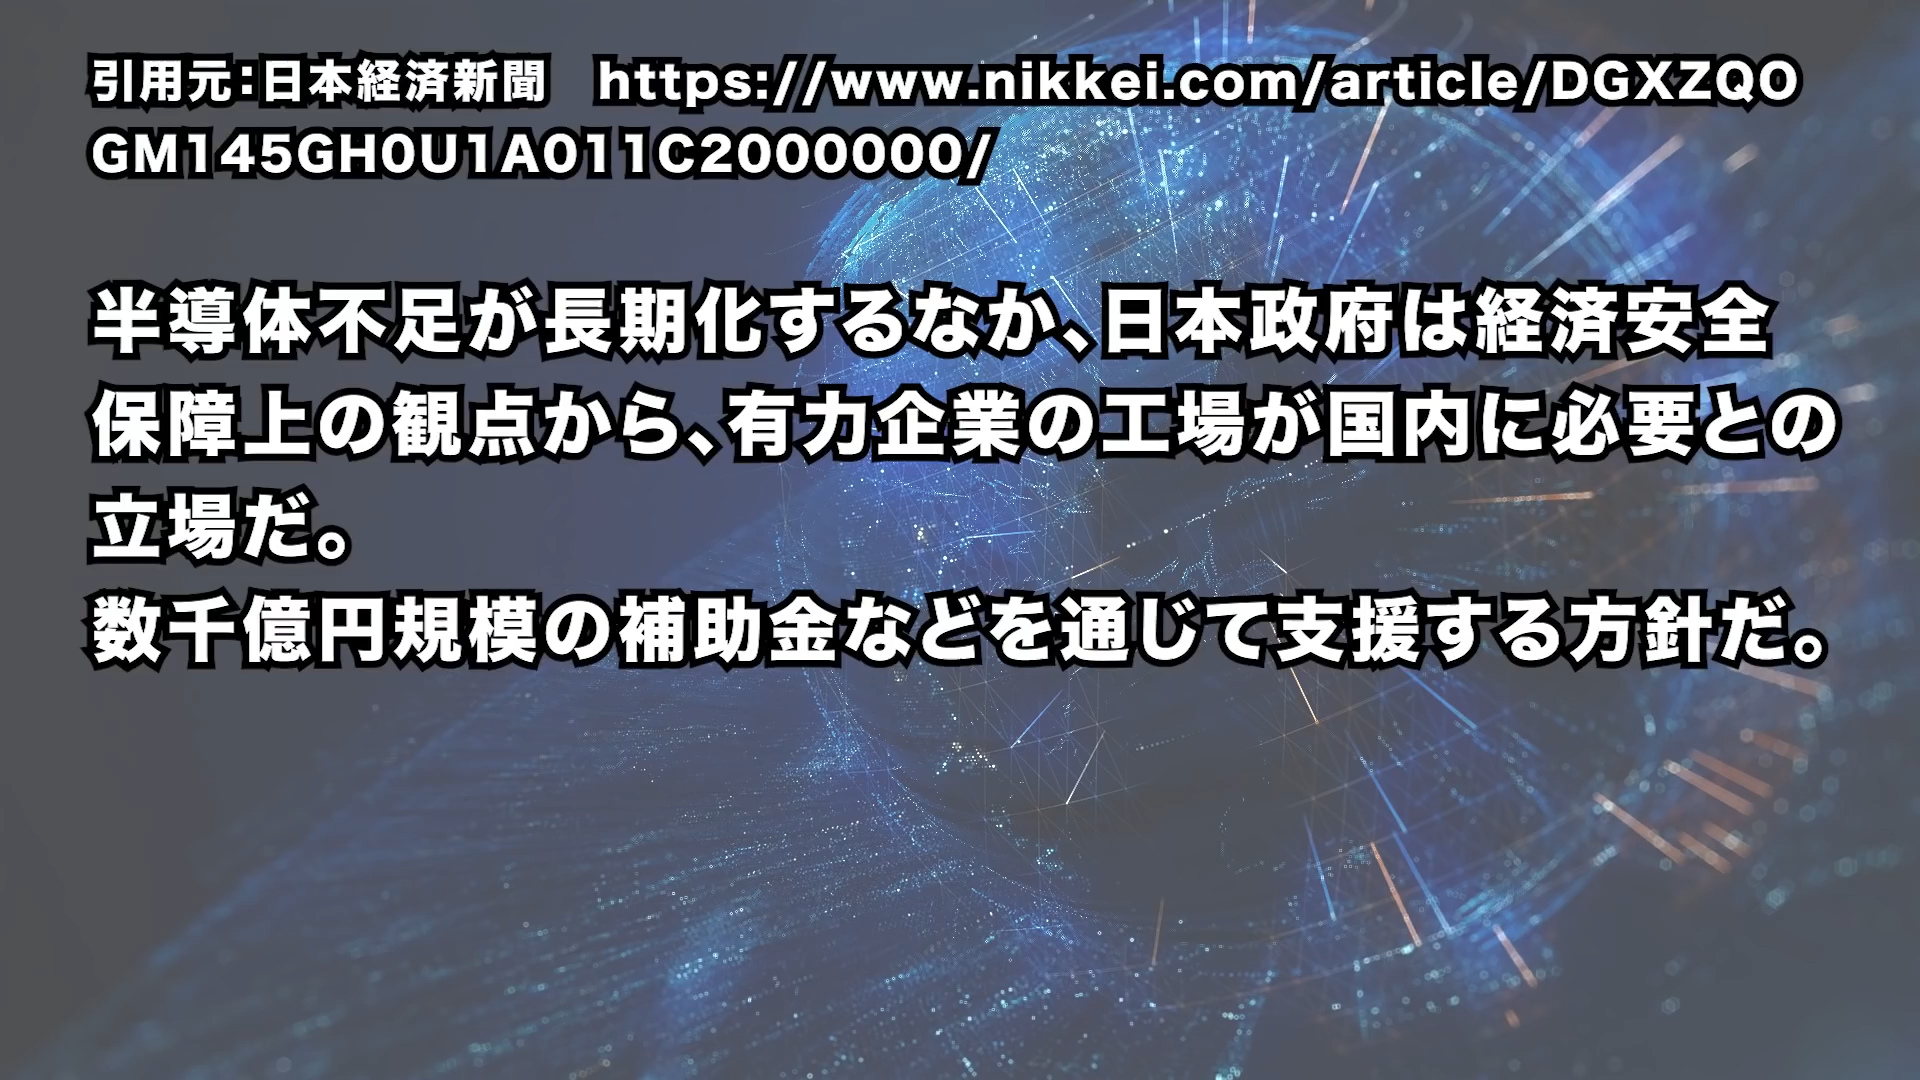 引用元：日本経済新聞　https://www.nikkei.com/article/DGXZQO
GM145GH0U1A011C2000000/
半導体不足が長期化するなか、日本政府は経済安全
保障上の観点から、有力企業の工場が国内に必要との
立場だ。
数千億円規模の補助金などを通じて支援する方針だ。